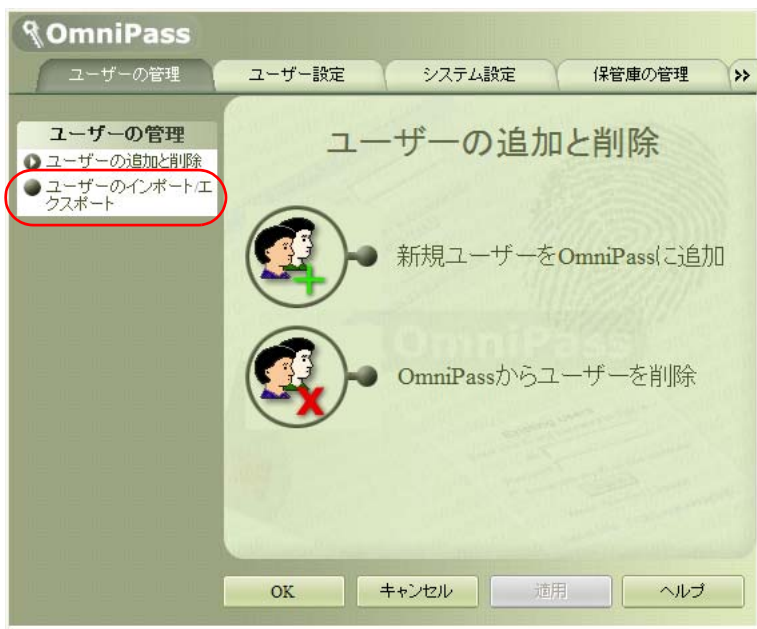 OmniPass
ユーザーの管理
ユーザー設定
システム設定
保管庫の管理
ユーザーの管理
ユーザーの追加と削除
ユーザーのインポート/エ
クスポート
ユーザーの追加と削除
新規ユーザーをOmniPassに追加
OmniPass
OmniPassからユーザーを削除
OK
キャンセル
適用
ヘルプ